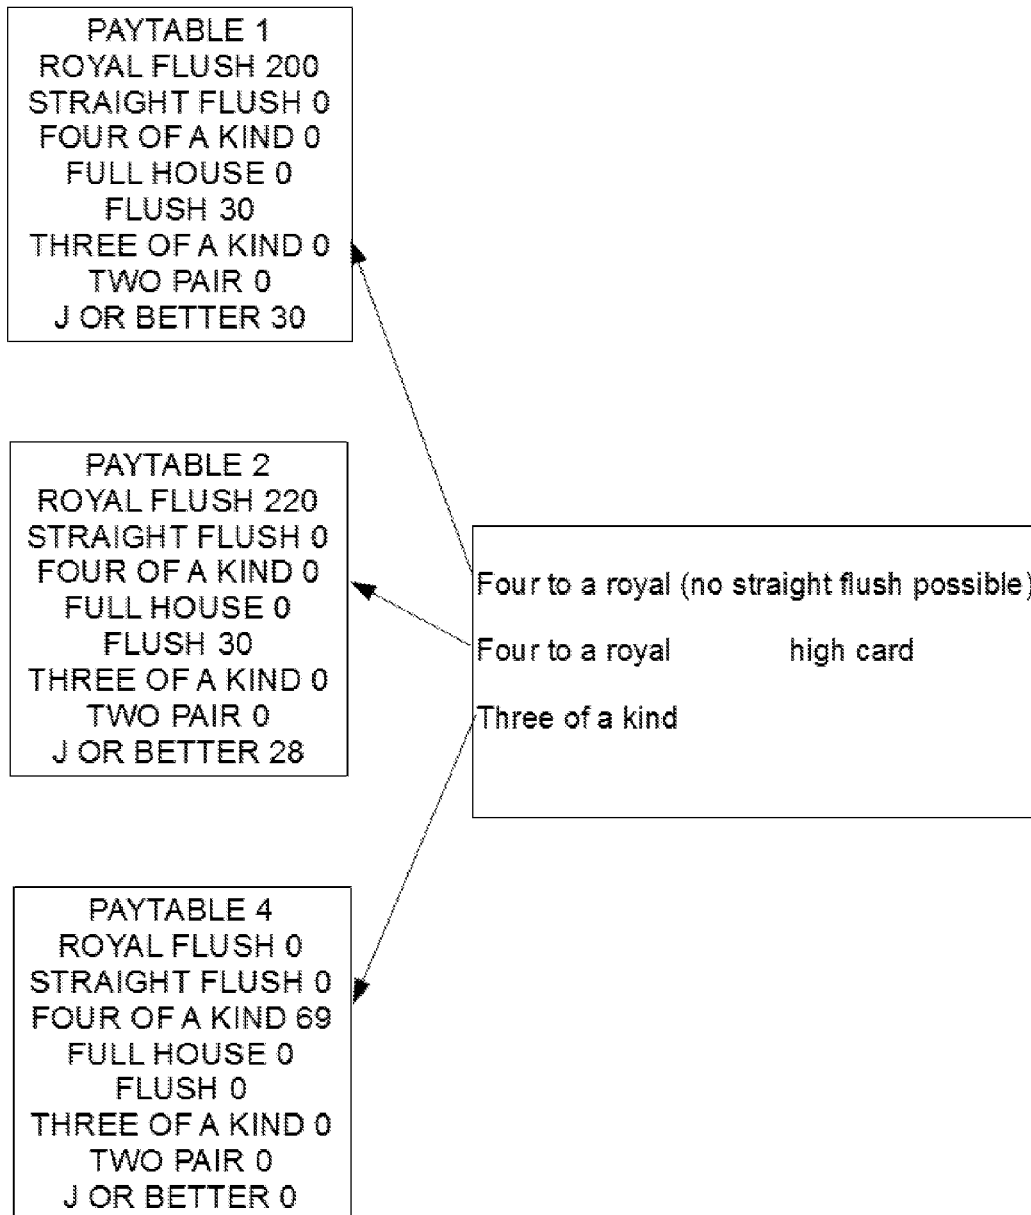 PAYTABLE 1
ROYAL FLUSH 200
STRAIGHT FLUSH 0
FOUR OF A KIND 0
FULL HOUSE 0
FLUSH 30
THREE OF A KIND 0
TWO PAIR 0
J OR BETTER 30
PAYTABLE 2
ROYAL FLUSH 220
STRAIGHT FLUSH 0
FOUR OF A KIND 0
FULL HOUSE 0
FLUSH 30
THREE OF A KIND 0
TWO PAIR 0
J OR BETTER 28
Four to a royal (no straight flush possible)
Four to a royal high card
Three of a kind
PAYTABLE 4
ROYAL FLUSH 0
STRAIGHT FLUSH 0
FOUR OF A KIND 69
FULL HOUSE 0
FLUSH 0
THREE OF A KIND 0
TWO PAIR 0
J OR BETTER 0